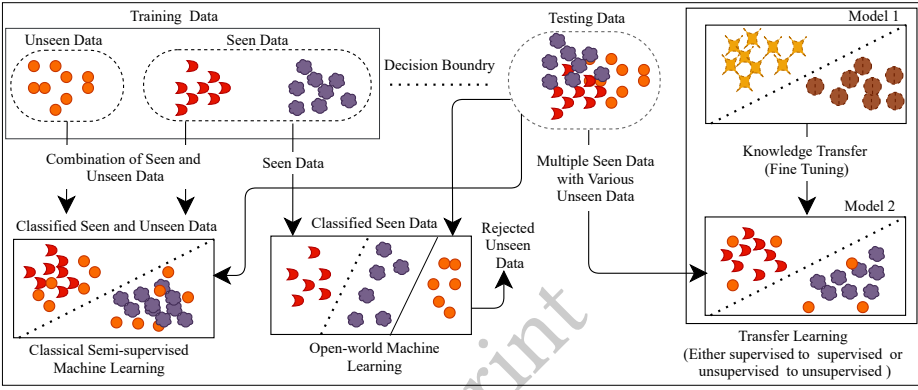 Training Data
Unseen Data
Seen Data
Decision Boundry
Testing Data
Model 1
Combination of Seen and
Unseen Data
Seen Data
Multiple Seen Data
with Various
Unseen Data
Knowledge Transfer
(Fine Tuning)
Classified Seen and Unseen Data
Classified Seen Data
Rejected
Unseen
Data
Model 2
Classical Semi-supervised
Machine Learning
Open-world Machine
Learning
Transfer Learning
(Either supervised to supervised or
unsupervised to unsupervised )